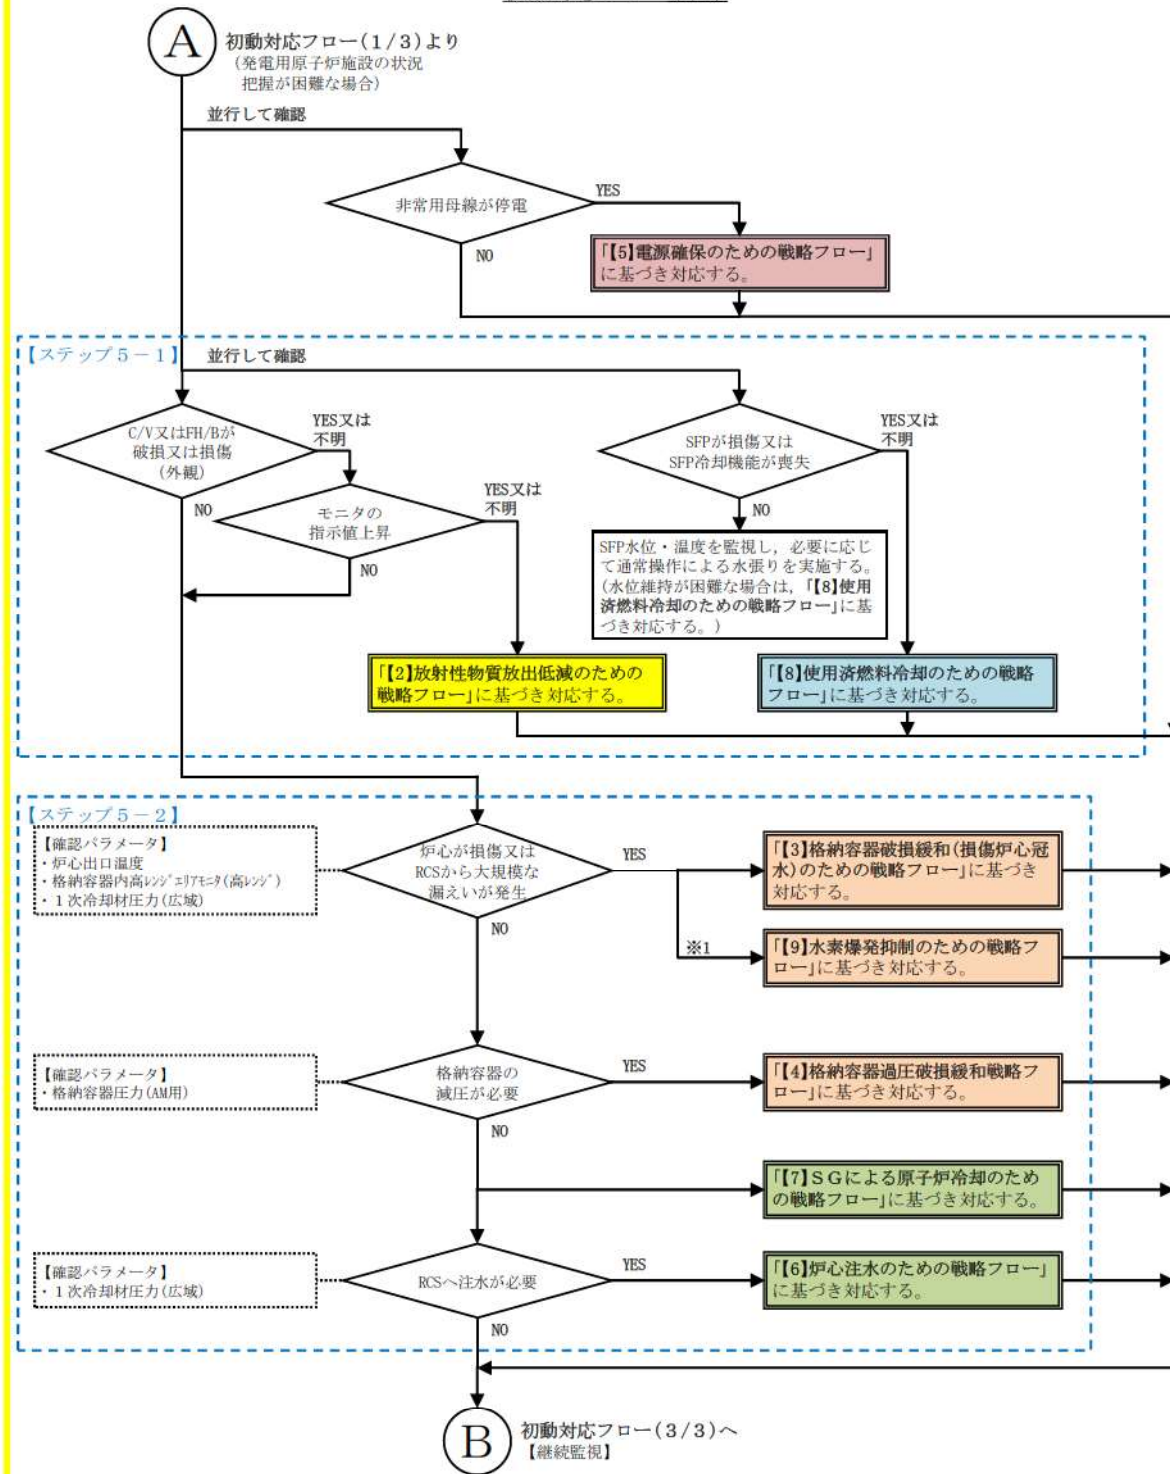 A
初動対応フロー(1/3)より
(発電用原子炉施設の状況
把握が困難な場合)
並行して確認
非常用母線が停電
YES
NO
「【5】電源確保のための戦略フロー」
に基づき対応する。
【ステップ5-1】
並行して確認
C/V又はFH/Bが
破損又は損傷
(外観)
YES又は
不明
NO
モニタの
指示値上昇
YES又は
不明
NO
SFPが損傷又は
SFP冷却機能が喪失
YES又は
不明
NO
SFP水位・温度を監視し，必要に応じ
て通常操作による水張りを実施する。
(水位維持が困難な場合は，「【8】使用
済燃料冷却のための戦略フロー」に基
づき対応する。)
「【2】放射性物質放出低減のための
戦略フロー」に基づき対応する。
「【8】使用済燃料冷却のための戦略
フロー」に基づき対応する。
【ステップ5-2】
【確認パラメータ】
・炉心出口温度
・格納容器内高ﾚﾝｼﾞｴﾘｱﾓﾆﾀ(高ﾚﾝｼﾞ)
・1次冷却材圧力(広域)
炉心が損傷又は
RCSから大規模な
漏えいが発生
YES
NO
「【3】格納容器破損緩和(損傷炉心冠
水)のための戦略フロー」に基づき
対応する。
※1
「【9】水素爆発抑制のための戦略フ
ロー」に基づき対応する。
【確認パラメータ】
・格納容器圧力(AM用)
格納容器の
減圧が必要
YES
NO
「【4】格納容器過圧破損緩和戦略フ
ロー」に基づき対応する。
「【7】ＳＧによる原子炉冷却のため
の戦略フロー」に基づき対応する。
【確認パラメータ】
・1次冷却材圧力(広域)
RCSへ注水が必要
YES
NO
「【6】炉心注水のための戦略フロー」
に基づき対応する。
B
初動対応フロー(3/3)へ
【継続監視】